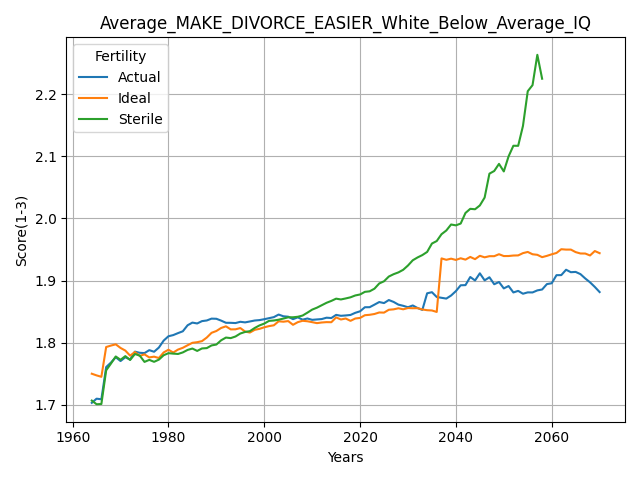 Average_MAKE_DIVORCE_EASIER_White_Below_Average_IQ
Fertility
Actual
Ideal
Sterile
Score(1-3)
2.2
2.1
2.0
1.9
1.8
1.7
1960
1980
2000
2020
2040
2060
Years